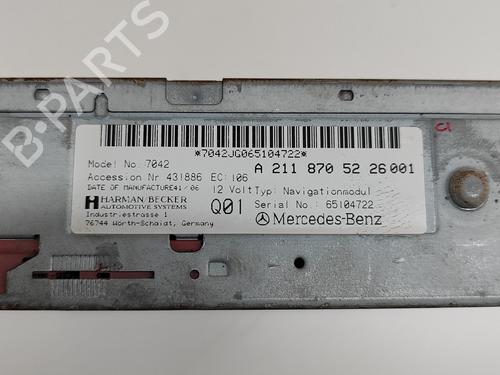 *7042JG065104722*
Model No. 7042
A 211 870 52 26 001
Accession Nr 431886 EC: 106
DATE OF MANUFACTURE 41 / 06
12 Volt Typ: Navigationmodul
HARMAN/BECKER
AUTOMOTIVE SYSTEMS
Q01
Serial No.: 65104722
Industriestrasse 1
76744 Wörth-Schaidt, Germany
Mercedes-Benz
B-PARTS